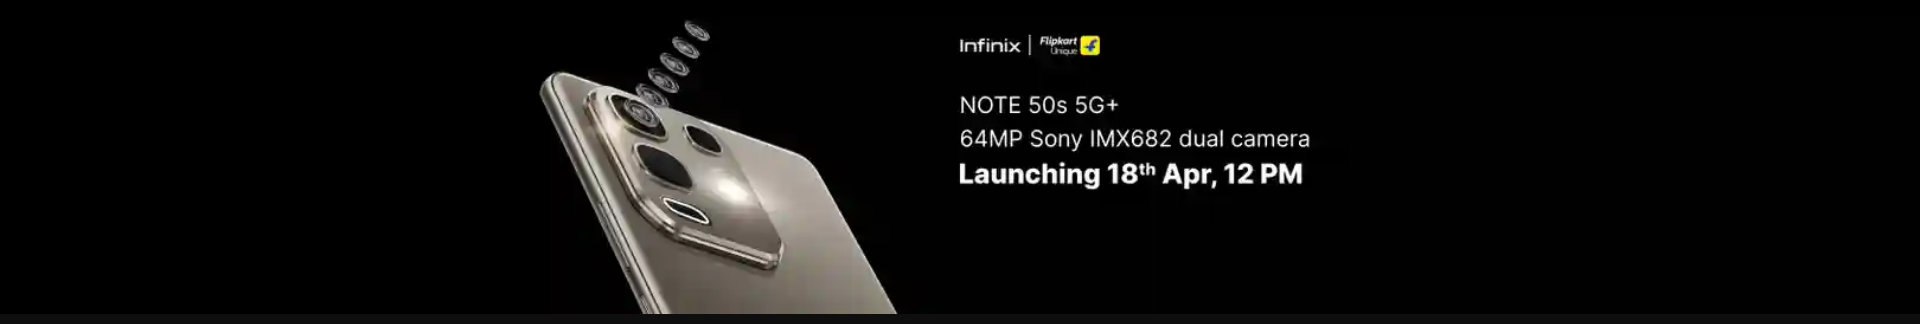 Infinix | Flipkart Unique
NOTE 50s 5G+
64MP Sony IMX682 dual camera
Launching 18th Apr, 12 PM